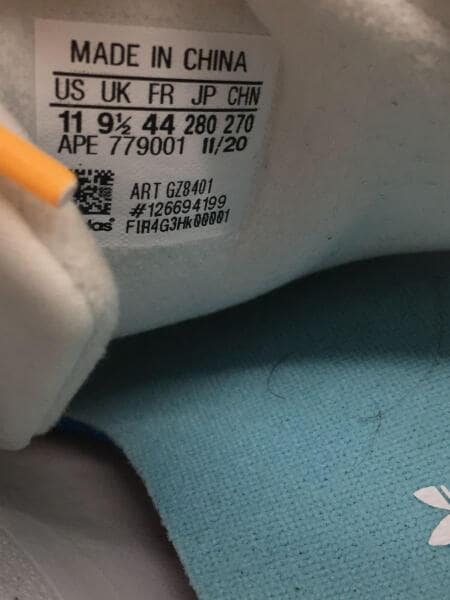 MADE IN CHINA
US UK FR JP CHN
11 9½ 44 280 270
APE 779001 11/20
ART GZ8401
#126694199
FIR4G3Hk00001